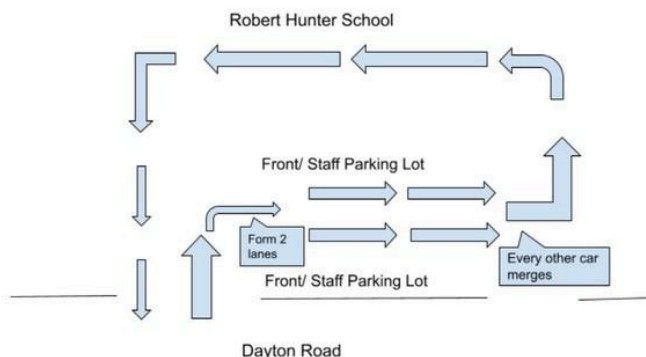 Robert Hunter School
Front/ Staff Parking Lot
Form 2
lanes
Every other car
merges
Front/ Staff Parking Lot
Dayton Road